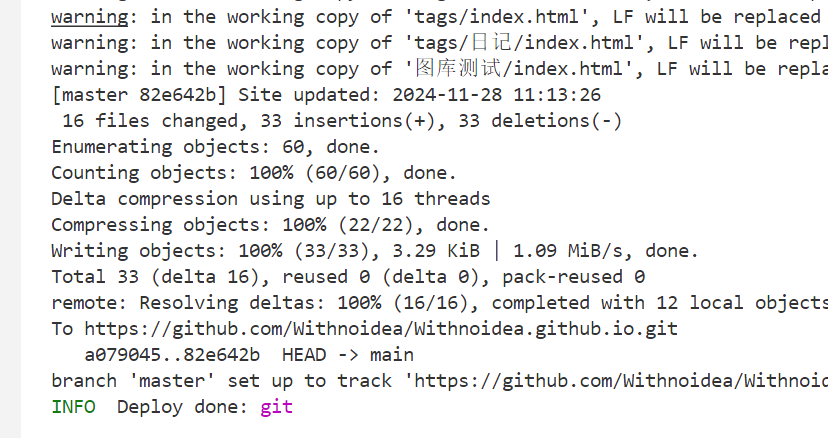 warning: in the working copy of 'tags/index.html', LF will be replaced
warning: in the working copy of 'tags/日记/index.html', LF will be repl
warning: in the working copy of '图库测试/index.html', LF will be repla
[master 82e642b] Site updated: 2024-11-28 11:13:26
16 files changed, 33 insertions(+), 33 deletions(-)
Enumerating objects: 60, done.
Counting objects: 100% (60/60), done.
Delta compression using up to 16 threads
Compressing objects: 100% (22/22), done.
Writing objects: 100% (33/33), 3.29 KiB | 1.09 MiB/s, done.
Total 33 (delta 16), reused 0 (delta 0), pack-reused 0
remote: Resolving deltas: 100% (16/16), completed with 12 local objects
To https://github.com/Withnoidea/Withnoidea.github.io.git
a079045..82e642b  HEAD -> main
branch 'master' set up to track 'https://github.com/Withnoidea/Withnoid
INFO  Deploy done: git